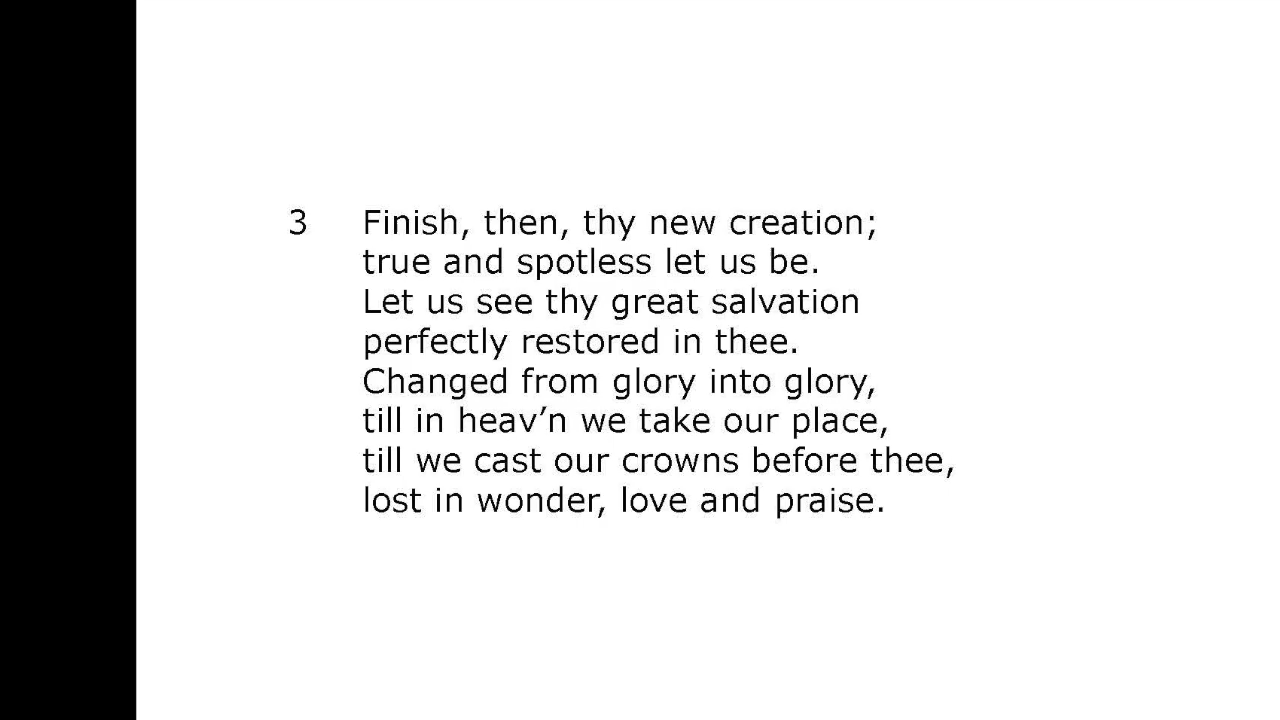 3 Finish, then, thy new creation;
true and spotless let us be.
Let us see thy great salvation
perfectly restored in thee.
Changed from glory into glory,
till in heav’n we take our place,
till we cast our crowns before thee,
lost in wonder, love and praise.